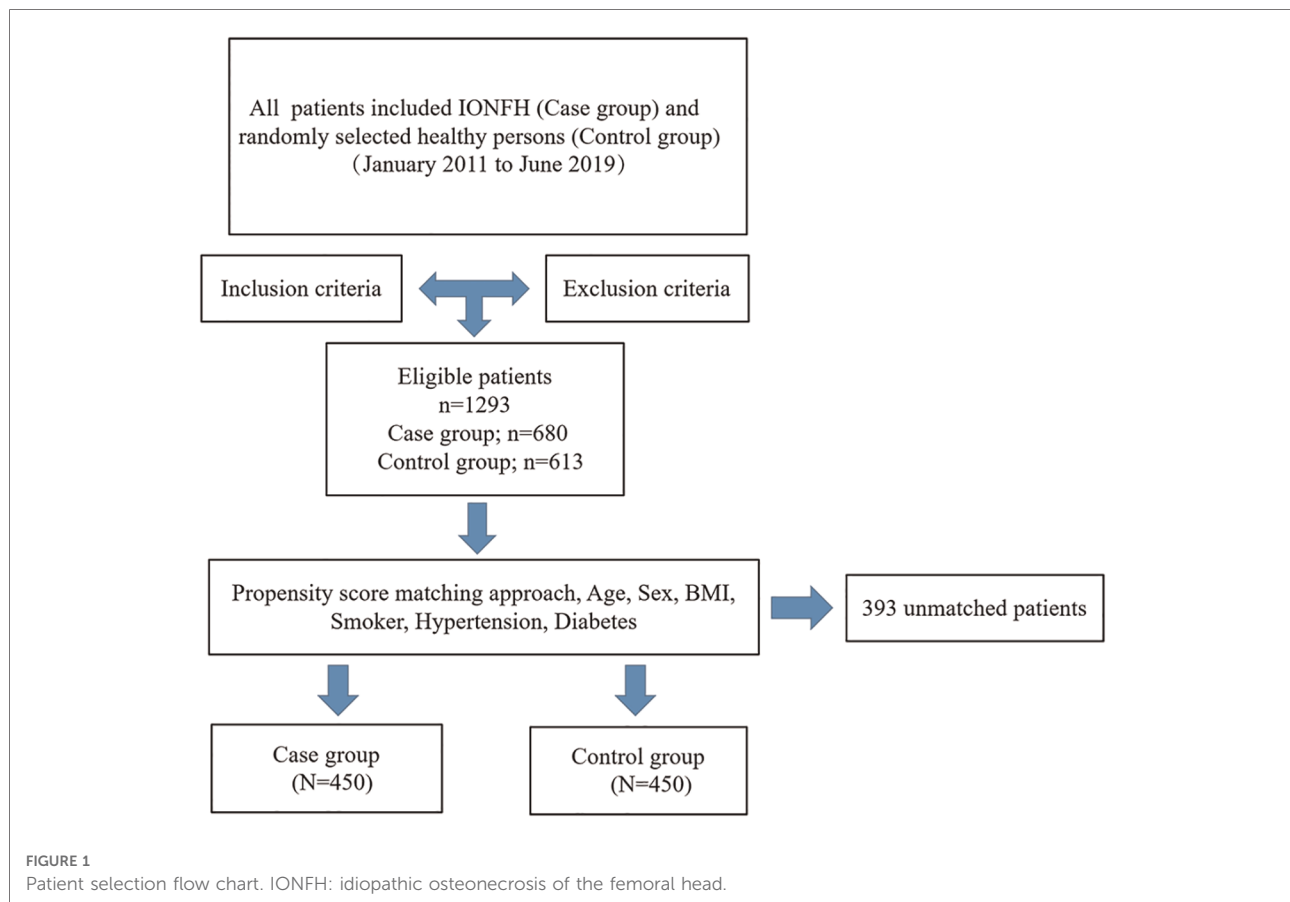 All patients included IONFH (Case group) and
randomly selected healthy persons (Control group)
（January 2011 to June 2019）
Inclusion criteria
Exclusion criteria
Eligible patients
n=1293
Case group; n=680
Control group; n=613
Propensity score matching approach, Age, Sex, BMI,
Smoker, Hypertension, Diabetes
393 unmatched patients
Case group
(N=450)
Control group
(N=450)
FIGURE 1
Patient selection flow chart. IONFH: idiopathic osteonecrosis of the femoral head.